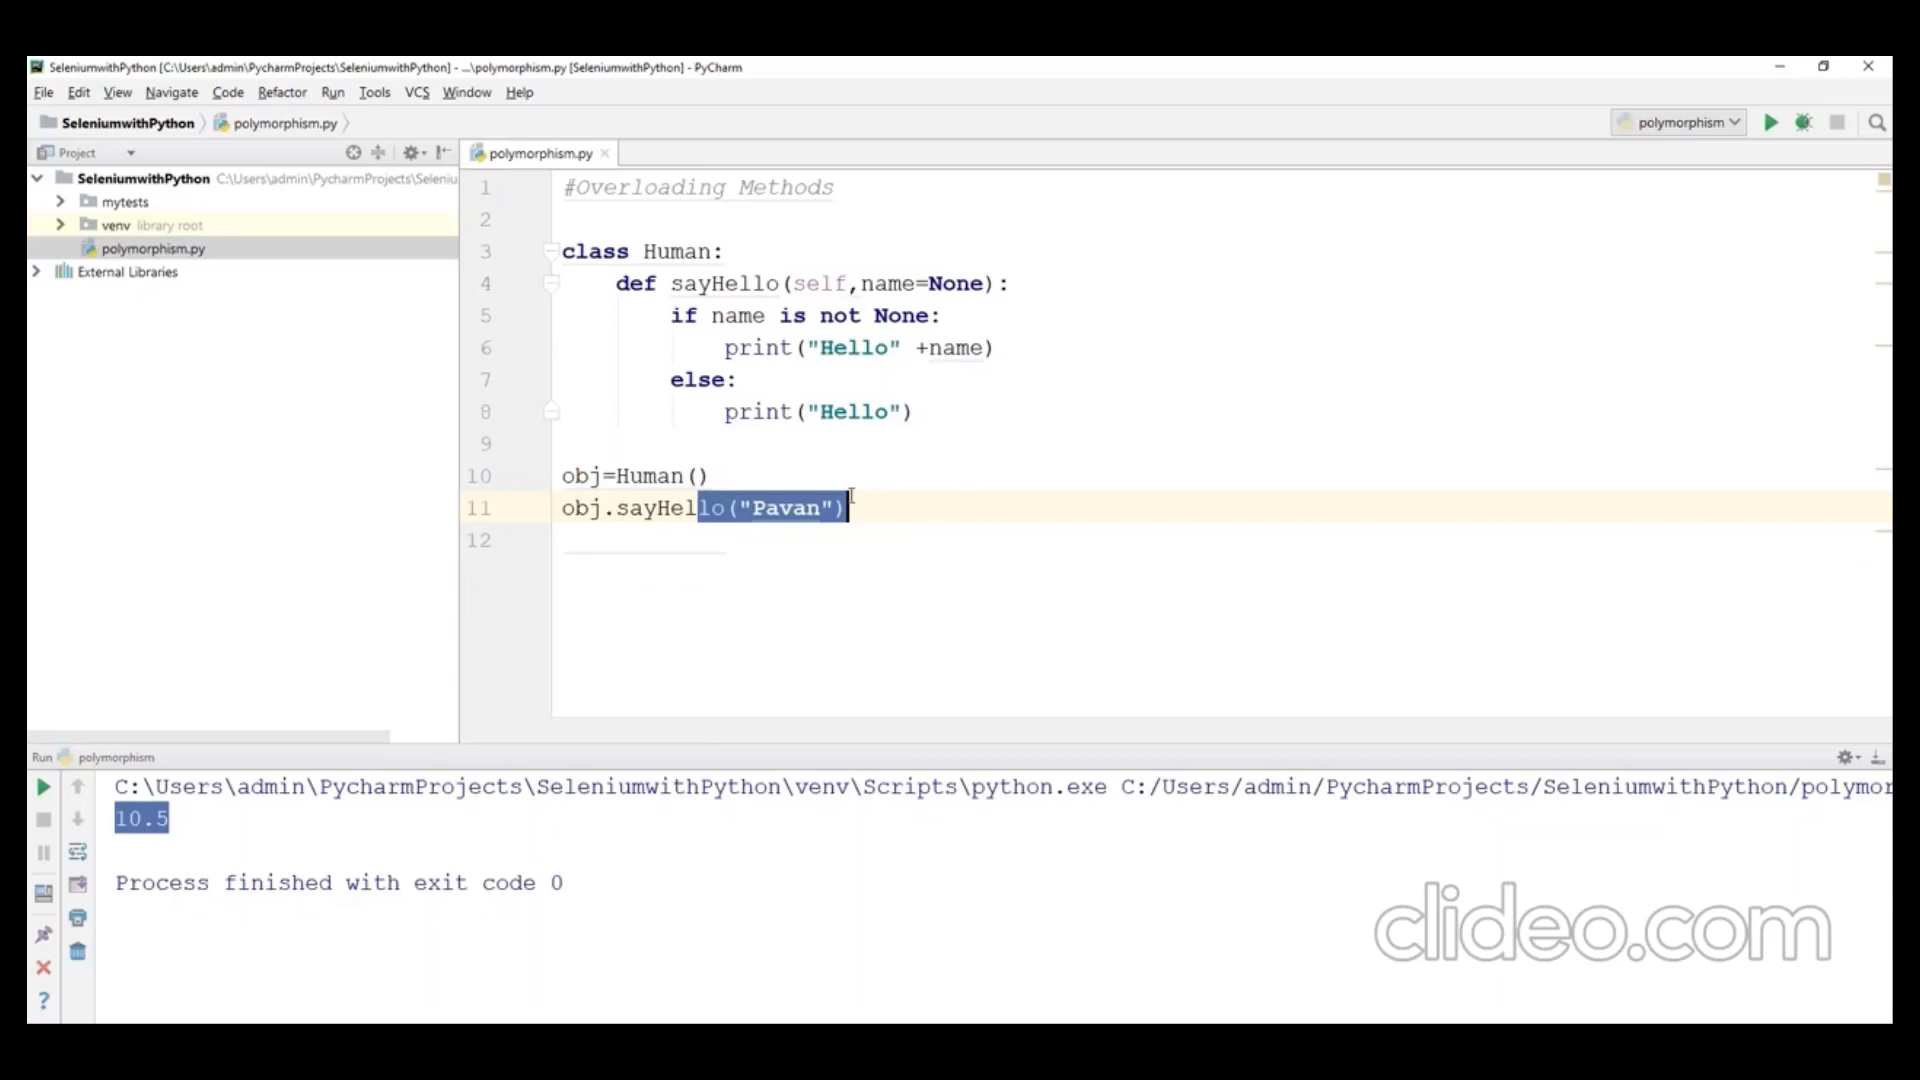 SeleniumwithPython [C:\Users\admin\PycharmProjects\SeleniumwithPython] - ...\polymorphism.py [SeleniumwithPython] - PyCharm
File Edit View Navigate Code Refactor Run Tools VCS Window Help
SeleniumwithPython polymorphism.py polymorphism
Project polymorphism.py
SeleniumwithPython C:\Users\admin\PycharmProjects\Seleniu
mytests
venv library root
polymorphism.py
External Libraries
1 #Overloading Methods
2
3 class Human:
4 def sayHello(self,name=None):
5 if name is not None:
6 print("Hello" +name)
7 else:
8 print("Hello")
9
10 obj=Human()
11 obj.sayHello("Pavan")
12
Run polymorphism
C:\Users\admin\PycharmProjects\SeleniumwithPython\venv\Scripts\python.exe C:/Users/admin/PycharmProjects/SeleniumwithPython/polymor
10.5
Process finished with exit code 0
clideo.com